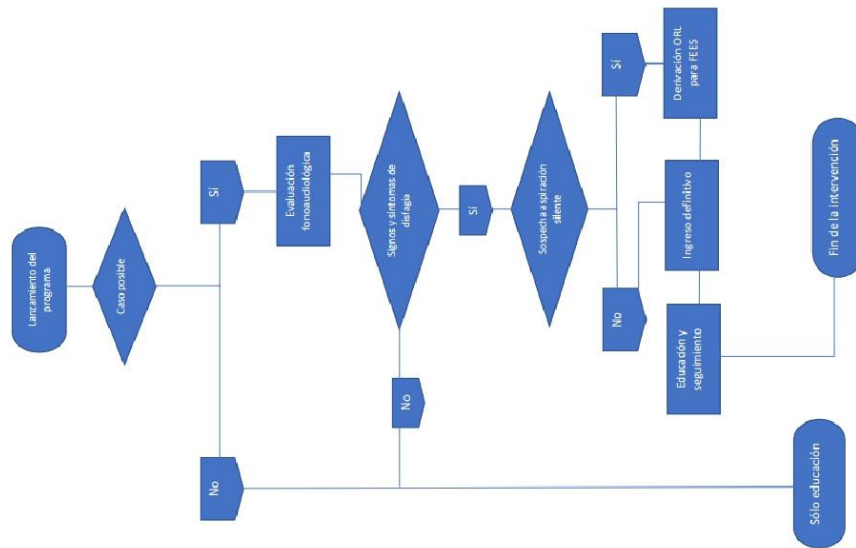 Lanzamiento del
programa
Caso posible
No
Sí
Evaluación
fonoaudiológica
Signos y síntomas de
disfagia
No
Sí
Sospecha aspiración
silente
No
Sí
Educación y
seguimiento
Ingreso definitivo
Derivación ORL
para FEES
Sólo educación
Fin de la intervención